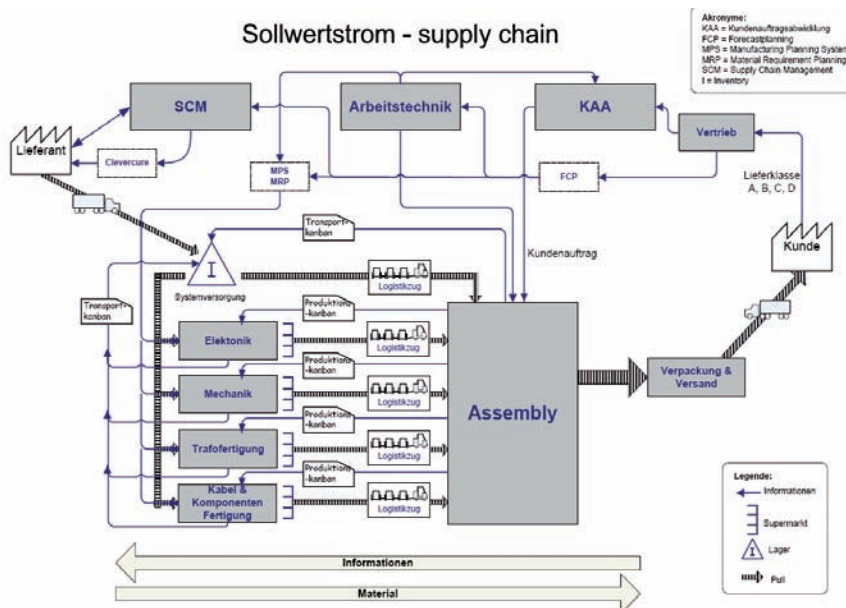 Sollwertstrom - supply chain
Akronyme:
KAA = Kundenauftragsabwicklung
FCP = Forecastplanning
MPS = Manufacturing Planning System
MRP = Material Requirement Planning
SCM = Supply Chain Management
I = Inventory
SCM
Arbeitstechnik
KAA
Vertrieb
Lieferant
Clevercure
MPS
MRP
FCP
Lieferklasse
A, B, C, D
Kunde
Transport-
kanban
Kundenauftrag
I
Systemversorgung
Logistikzug
Transport-
kanban
Produktions
-kanban
Elektonik
Logistikzug
Produktions
-kanban
Mechanik
Logistikzug
Produktions
-kanban
Trafofertigung
Logistikzug
Produktions
-kanban
Kabel &
Komponenten
Fertigung
Logistikzug
Assembly
Verpackung &
Versand
Legende:
Informationen
Supermarkt
I
Lager
Pull
Informationen
Material